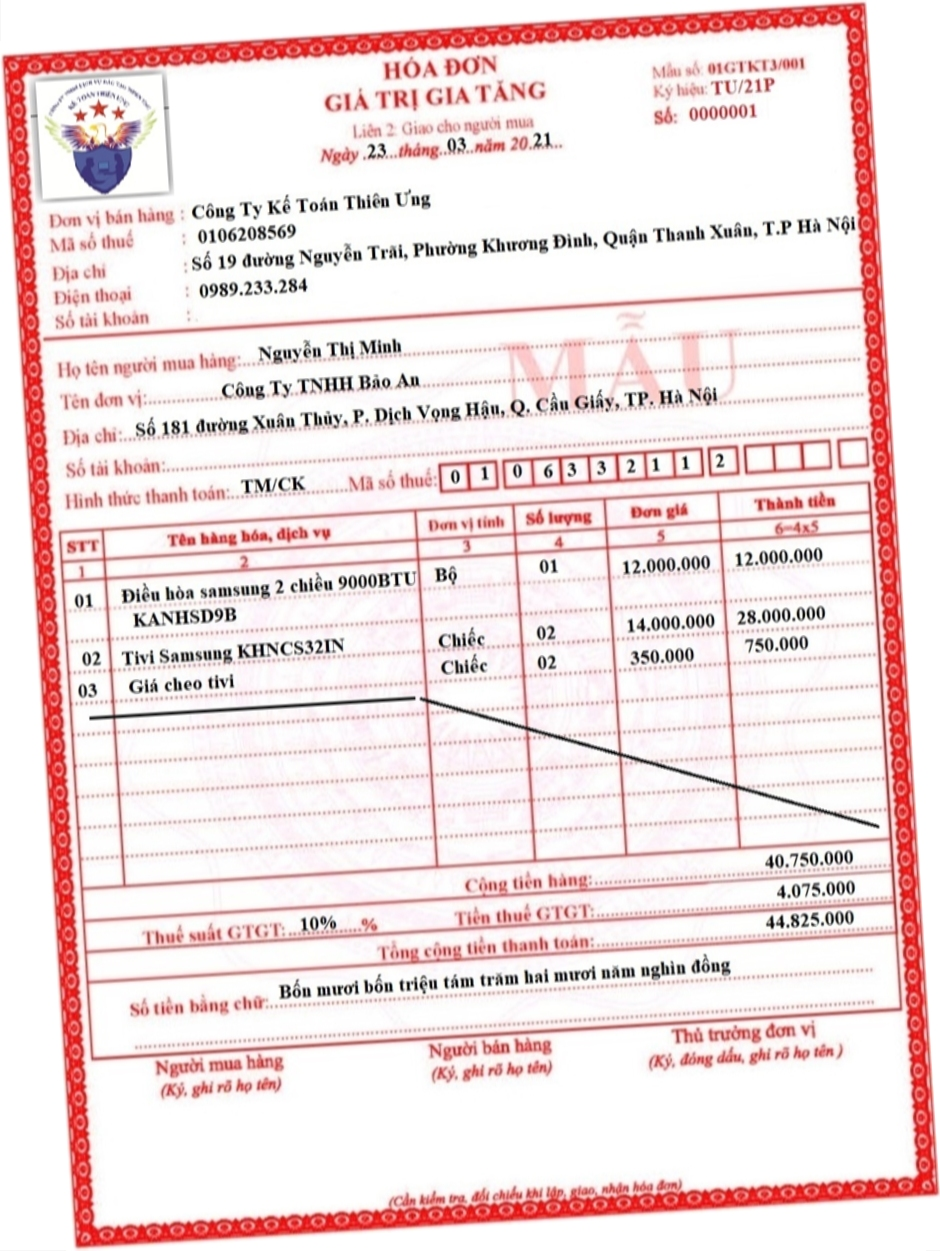 KẾ TOÁN THIÊN ƯNG
HÓA ĐƠN
GIÁ TRỊ GIA TĂNG
Liên 2: Giao cho người mua
Ngày .23...tháng..03..năm 20.21...
Mẫu số: 01GTKT3/001
Ký hiệu: TU/21P
Số: 0000001
Đơn vị bán hàng : Công Ty Kế Toán Thiên Ưng
Mã số thuế : 0106208569
Địa chỉ : Số 19 đường Nguyễn Trãi, Phường Khương Đình, Quận Thanh Xuân, T.P Hà Nội
Điện thoại : 0989.233.284
Số tài khoản :
MẪU
Họ tên người mua hàng: Nguyễn Thị Minh
Tên đơn vị: Công Ty TNHH Bảo An
Địa chỉ: Số 181 đường Xuân Thủy, P. Dịch Vọng Hậu, Q. Cầu Giấy, TP. Hà Nội
Số tài khoản:
Hình thức thanh toán: TM/CK Mã số thuế: 0 1 0 6 3 3 2 1 1 2
STT Tên hàng hóa, dịch vụ Đơn vị tính Số lượng Đơn giá Thành tiền
1 2 3 4 5 6=4x5
01 Điều hòa samsung 2 chiều 9000BTU Bộ 01 12.000.000 12.000.000
KANHSD9B
02 Tivi Samsung KHNCS32IN Chiếc 02 14.000.000 28.000.000
03 Giá cheo tivi Chiếc 02 350.000 750.000
Cộng tiền hàng: 40.750.000
Thuế suất GTGT: 10% % Tiền thuế GTGT: 4.075.000
Tổng cộng tiền thanh toán: 44.825.000
Số tiền bằng chữ: Bốn mươi bốn triệu tám trăm hai mươi năm nghìn đồng
Người mua hàng Người bán hàng Thủ trưởng đơn vị
(Ký, ghi rõ họ tên) (Ký, ghi rõ họ tên) (Ký, đóng dấu, ghi rõ họ tên )
(Cần kiểm tra, đối chiếu khi lập, giao, nhận hóa đơn)